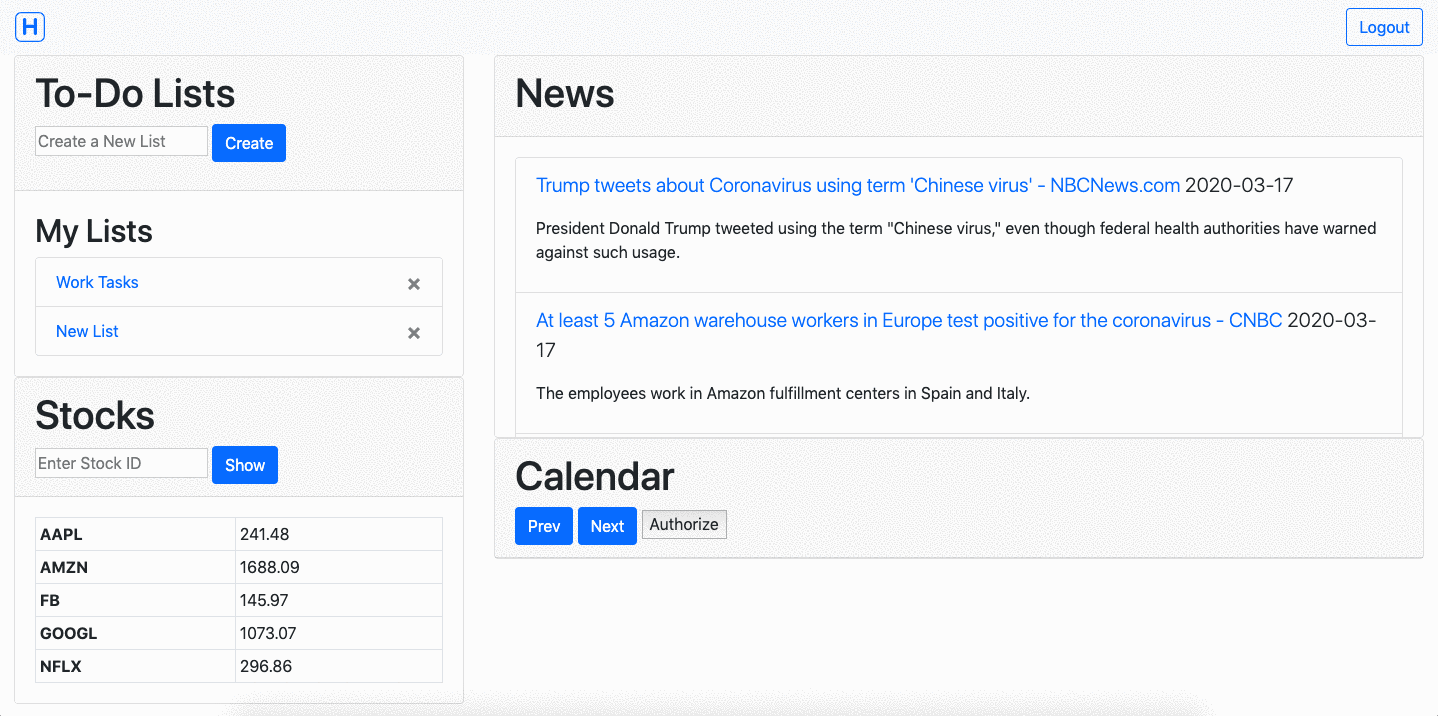 H
Logout
To-Do Lists
Create a New List
Create
My Lists
Work Tasks ×
New List ×
Stocks
Enter Stock ID
Show
AAPL 241.48
AMZN 1688.09
FB 145.97
GOOGL 1073.07
NFLX 296.86
News
Trump tweets about Coronavirus using term 'Chinese virus' - NBCNews.com 2020-03-17
President Donald Trump tweeted using the term "Chinese virus," even though federal health authorities have warned
against such usage.
At least 5 Amazon warehouse workers in Europe test positive for the coronavirus - CNBC 2020-03-
17
The employees work in Amazon fulfillment centers in Spain and Italy.
Calendar
Prev Next Authorize